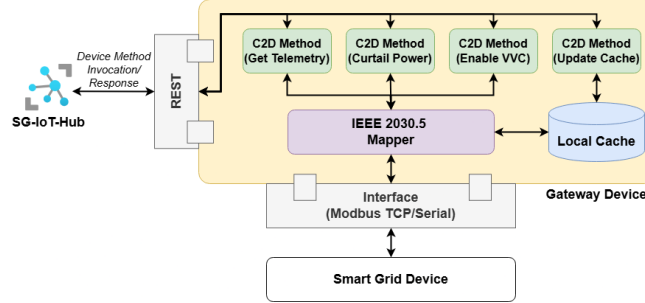 Device Method
Invocation/
Response
SG-IoT-Hub
REST
C2D Method
(Get Telemetry)
C2D Method
(Curtail Power)
C2D Method
(Enable VVC)
C2D Method
(Update Cache)
IEEE 2030.5
Mapper
Local Cache
Gateway Device
Interface
(Modbus TCP/Serial)
Smart Grid Device